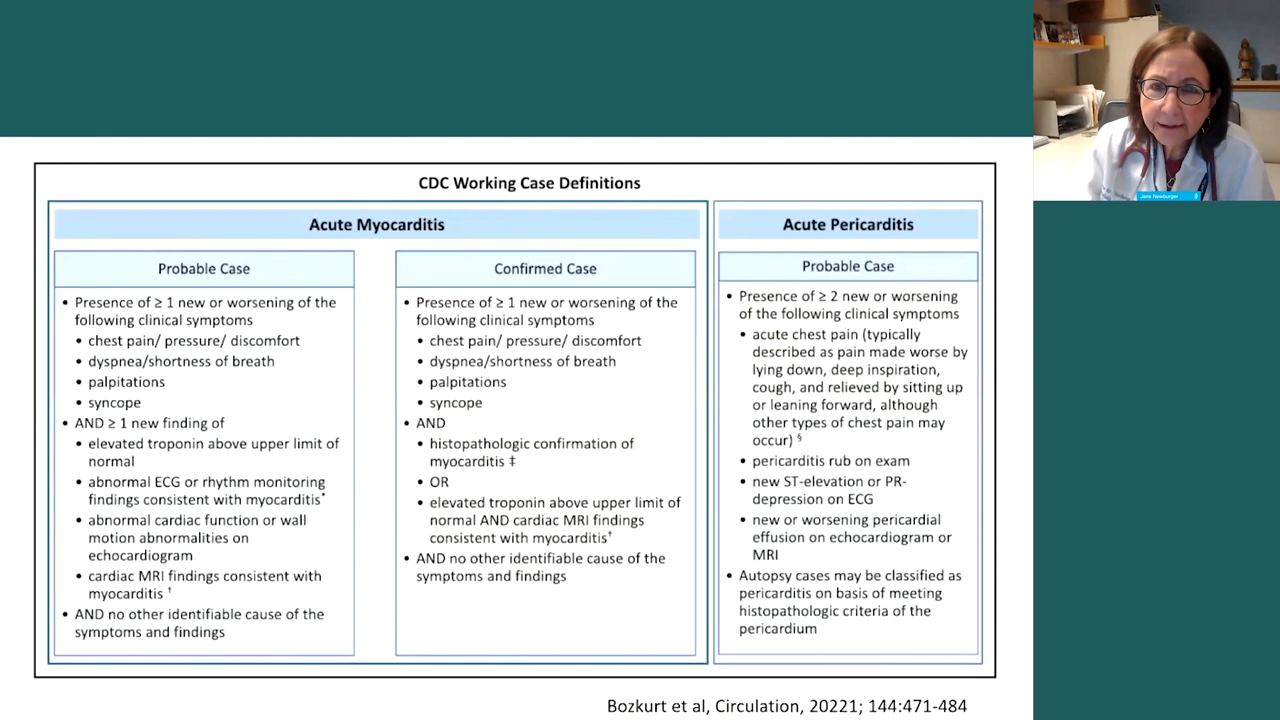 CDC Working Case Definitions
Acute Myocarditis
Probable Case
• Presence of ≥ 1 new or worsening of the
following clinical symptoms
• chest pain/ pressure/ discomfort
• dyspnea/shortness of breath
• palpitations
• syncope
• AND ≥ 1 new finding of
• elevated troponin above upper limit of
normal
• abnormal ECG or rhythm monitoring
findings consistent with myocarditis*
• abnormal cardiac function or wall
motion abnormalities on
echocardiogram
• cardiac MRI findings consistent with
myocarditis †
• AND no other identifiable cause of the
symptoms and findings
Confirmed Case
• Presence of ≥ 1 new or worsening of the
following clinical symptoms
• chest pain/ pressure/ discomfort
• dyspnea/shortness of breath
• palpitations
• syncope
• AND
• histopathologic confirmation of
myocarditis ‡
• OR
• elevated troponin above upper limit of
normal AND cardiac MRI findings
consistent with myocarditis†
• AND no other identifiable cause of the
symptoms and findings
Acute Pericarditis
Probable Case
• Presence of ≥ 2 new or worsening
of the following clinical symptoms
• acute chest pain (typically
described as pain made worse by
lying down, deep inspiration,
cough, and relieved by sitting up
or leaning forward, although
other types of chest pain may
occur) §
• pericarditis rub on exam
• new ST-elevation or PR-
depression on ECG
• new or worsening pericardial
effusion on echocardiogram or
MRI
• Autopsy cases may be classified as
pericarditis on basis of meeting
histopathologic criteria of the
pericardium
Bozkurt et al, Circulation, 20221; 144:471-484
Jane Newburger